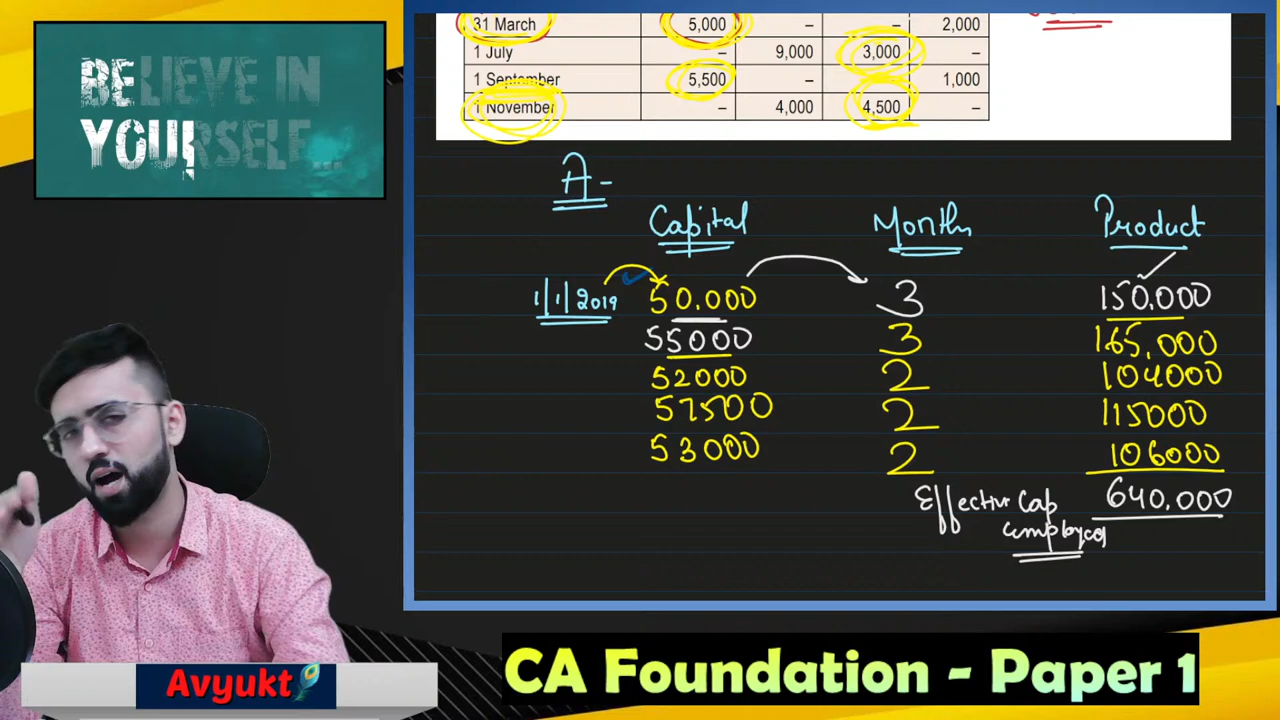 BELIEVE IN
YOURSELF...
31 March 5,000 – – 2,000
1 July – 9,000 3,000 –
1 September 5,500 – 1,000
1 November – 4,000 4,500 –
A -
Capital Months Product
1/1/2019 50.000 3 150.000
55000 3 165.000
52000 2 104000
57500 2 115000
53000 2 106000
Effective Cap 640.000
employed
Avyukt
CA Foundation - Paper 1